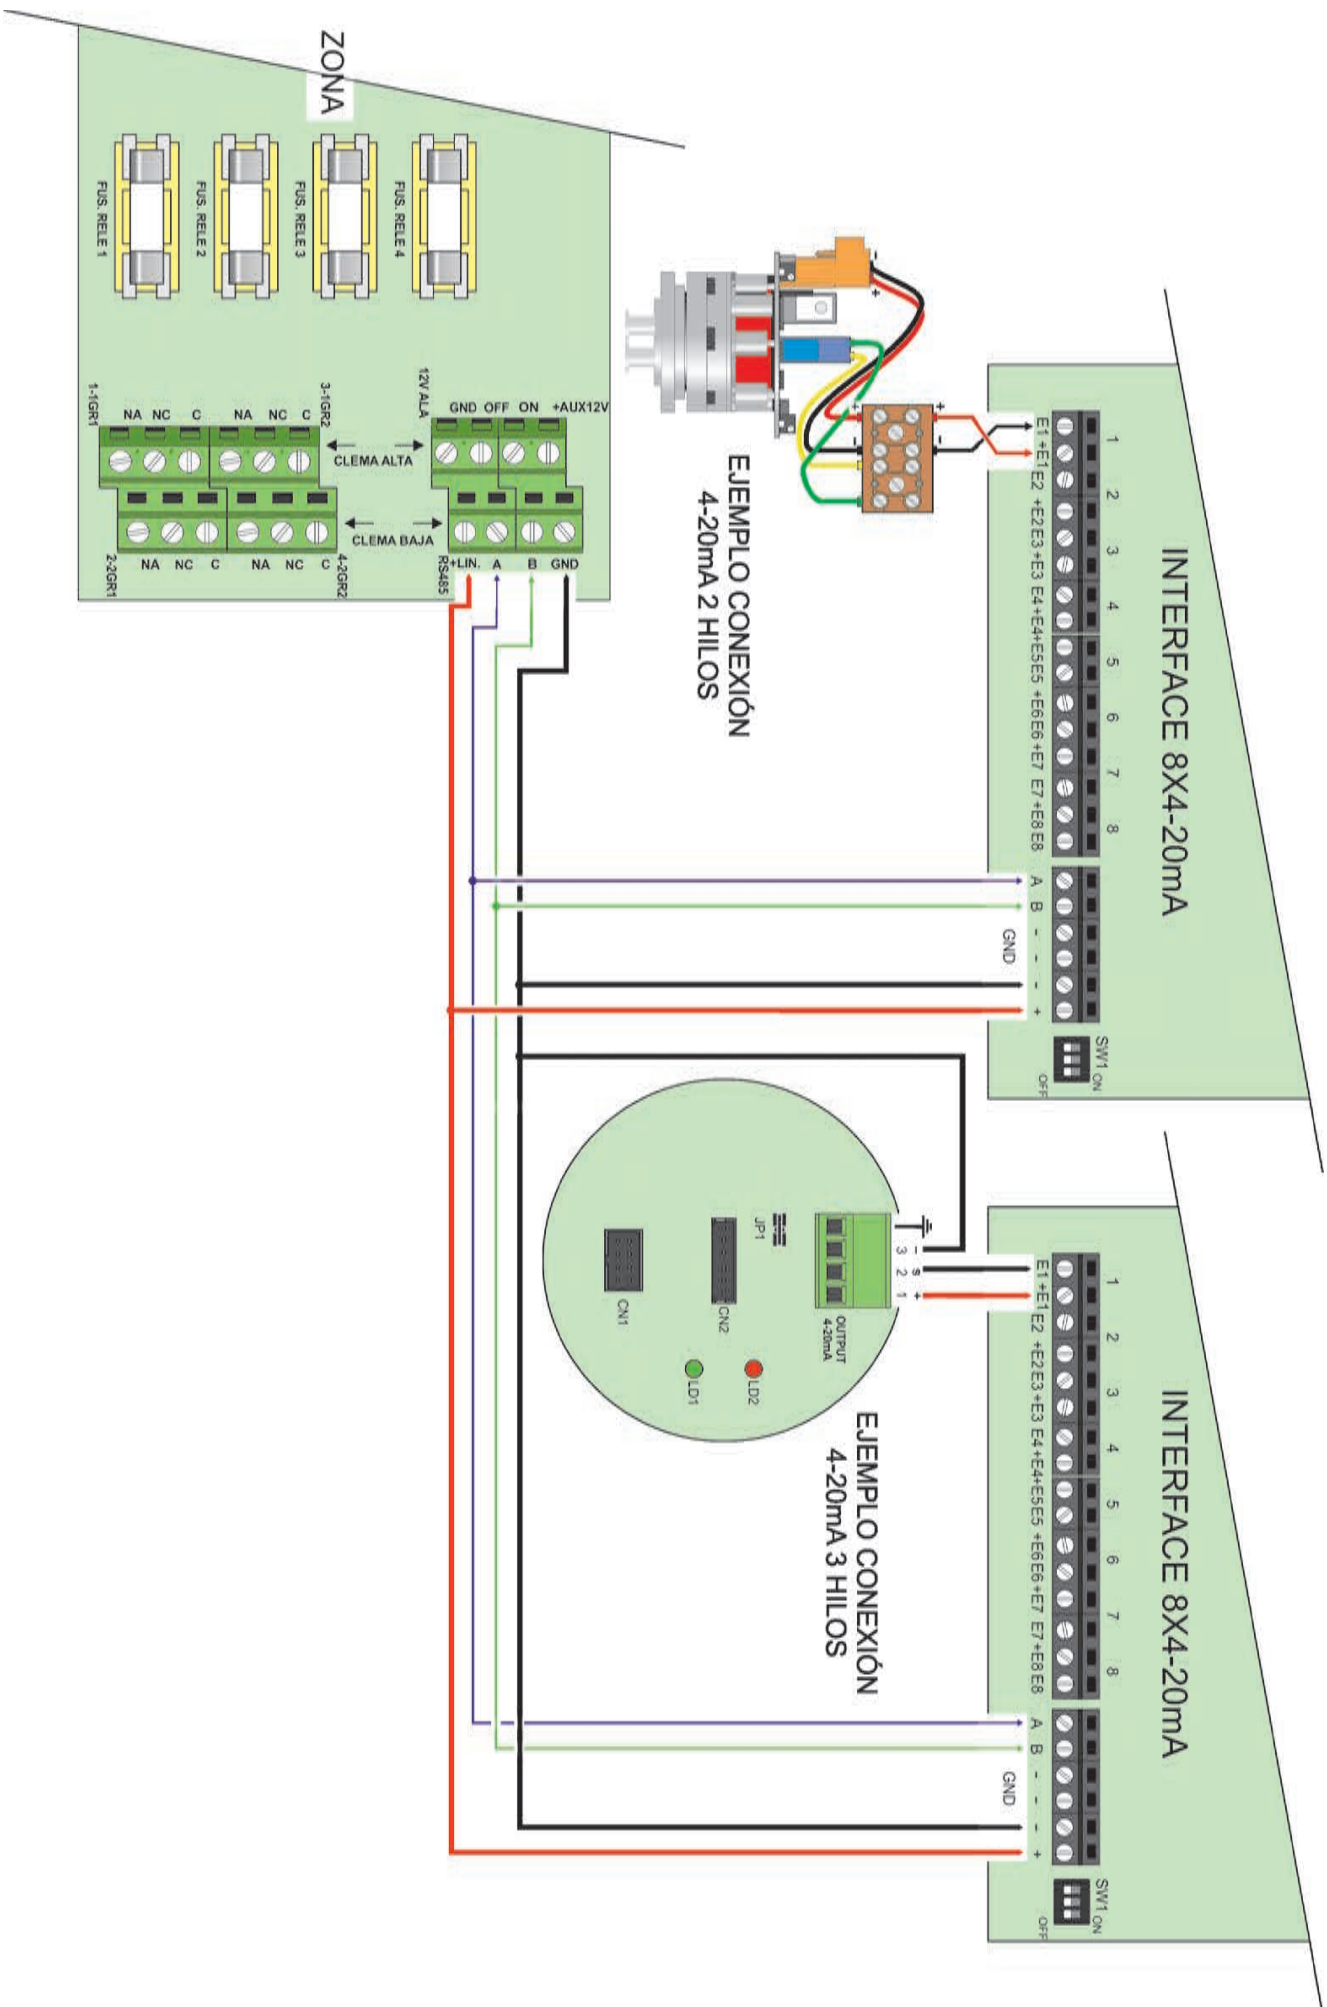 ZONA
FUS. RELE 4
FUS. RELE 3
FUS. RELE 2
FUS. RELE 1
12V ALA
GND OFF ON +AUX12V
3-1GR2
1-1GR1
NA NC C NA NC C
CLEMA ALTA
CLEMA BAJA
NA NC C NA NC C
2-2GR1
4-2GR2
RS485
+LIN. A B GND
INTERFACE 8X4-20mA
1 2 3 4 5 6 7 8
E1 +E1 E2 +E2 E3 +E3 E4 +E4 +E5 E5 +E6 E6 +E7 E7 +E8 E8
A B - - - +
GND
SW1
ON
OFF
- +
+ -
+ -
EJEMPLO CONEXIÓN
4-20mA 2 HILOS
INTERFACE 8X4-20mA
1 2 3 4 5 6 7 8
E1 +E1 E2 +E2 E3 +E3 E4 +E4 +E5 E5 +E6 E6 +E7 E7 +E8 E8
A B - - - +
GND
SW1
ON
OFF
- s +
3 2 1
OUTPUT
4-20mA
JP1
CN2
CN1
LD2
LD1
EJEMPLO CONEXIÓN
4-20mA 3 HILOS